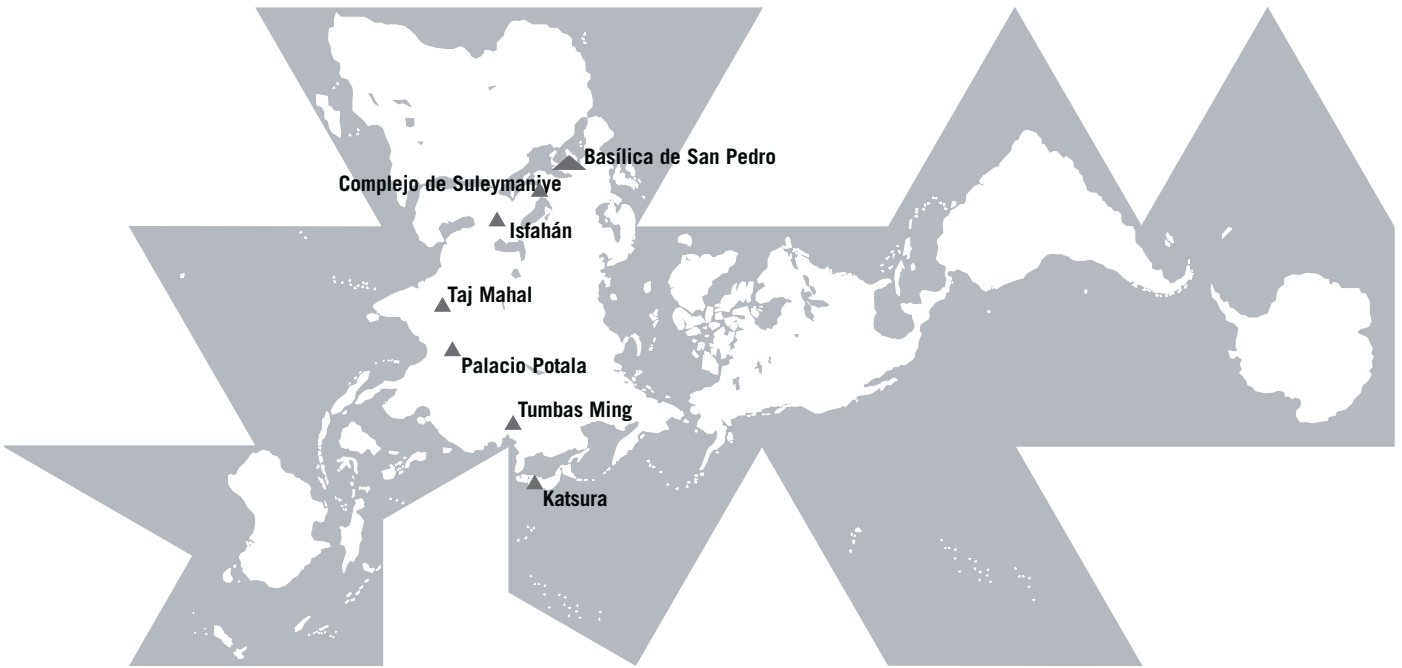 Basílica de San Pedro
Complejo de Suleymaniye
Isfahán
Taj Mahal
Palacio Potala
Tumbas Ming
Katsura